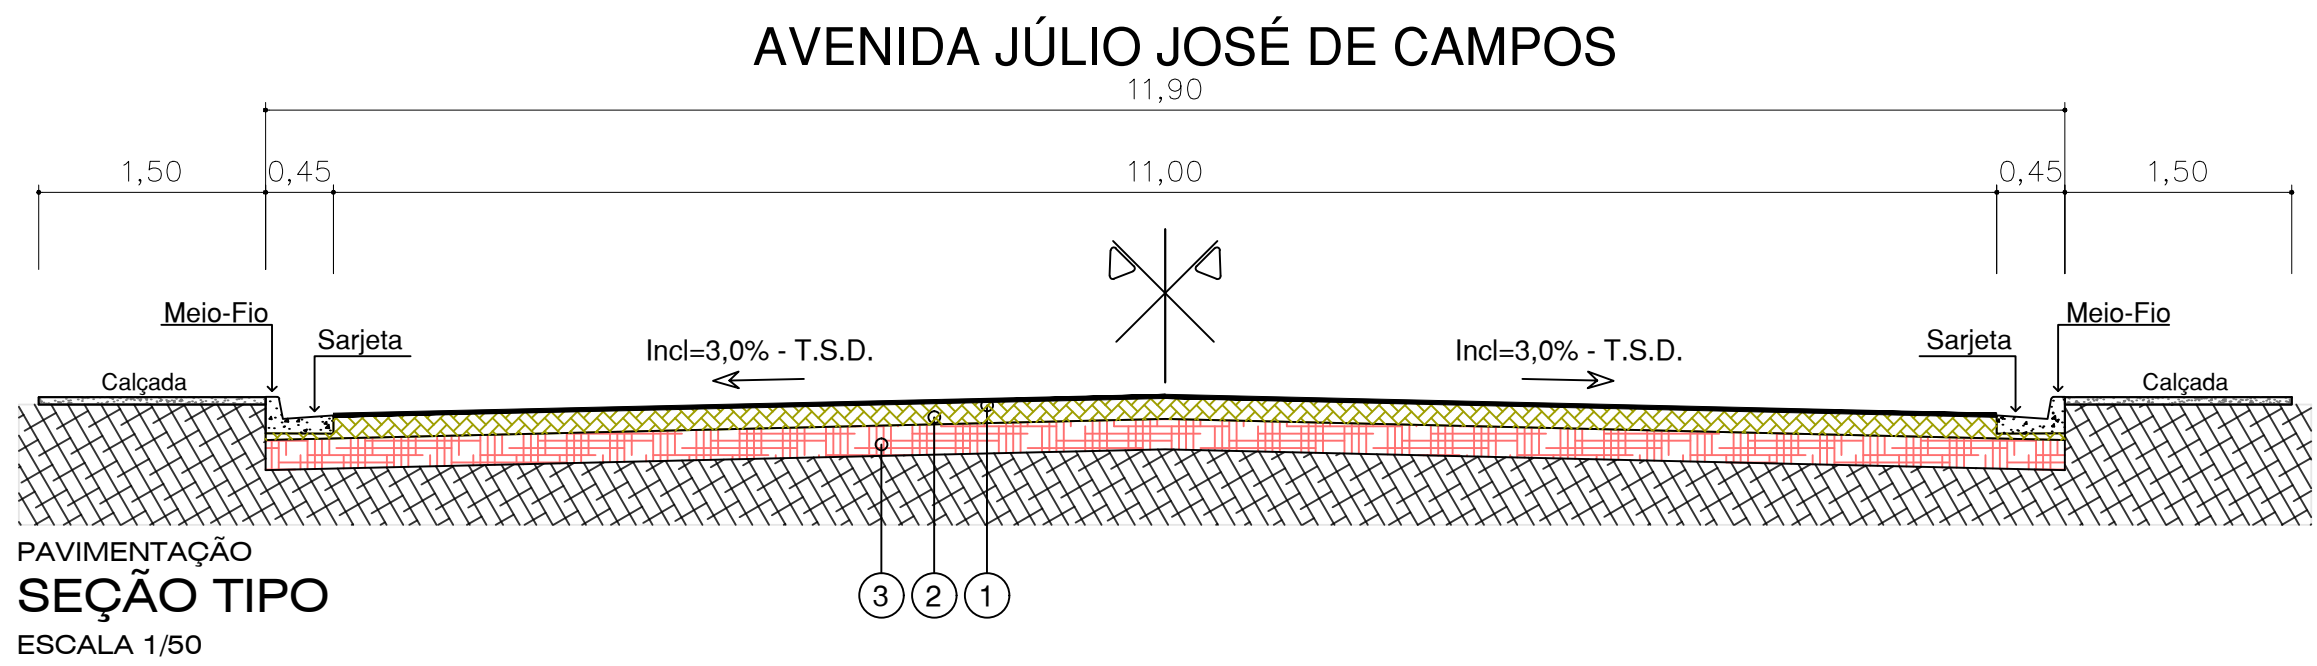 AVENIDA JÚLIO JOSÉ DE CAMPOS
11,90
1,50 0,45 11,00 0,45 1,50
Meio-Fio Meio-Fio
Sarjeta Sarjeta
Incl=3,0% - T.S.D. Incl=3,0% - T.S.D.
Calçada Calçada
3 2 1
PAVIMENTAÇÃO
SEÇÃO TIPO
ESCALA 1/50